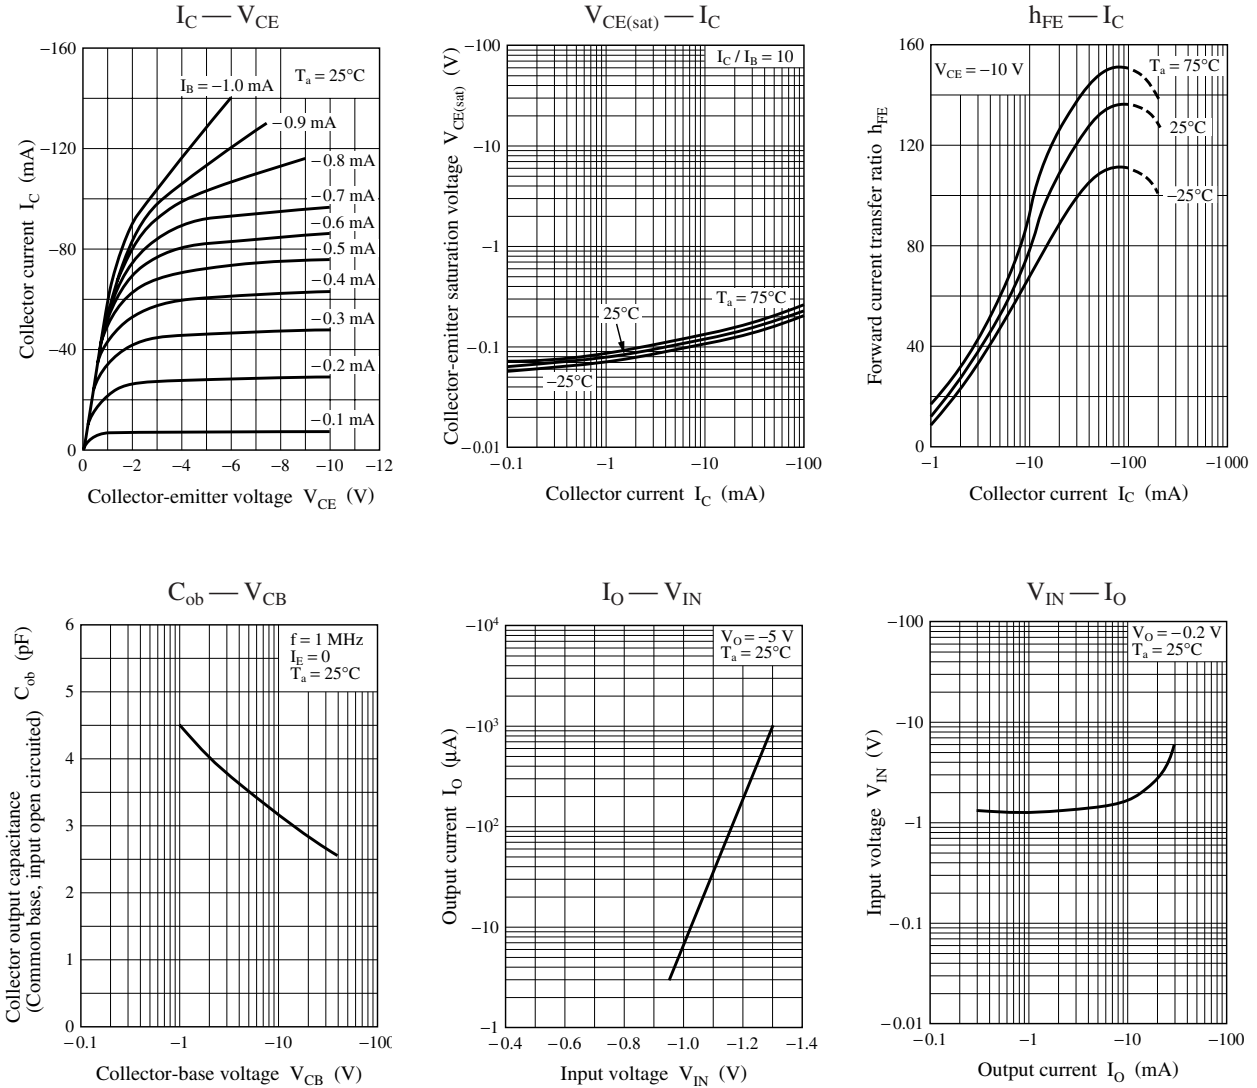 I_C — V_CE
Collector current I_C (mA)
−160
−120
−80
−40
0
T_a = 25°C
I_B = −1.0 mA
−0.9 mA
−0.8 mA
−0.7 mA
−0.6 mA
−0.5 mA
−0.4 mA
−0.3 mA
−0.2 mA
−0.1 mA
0 −2 −4 −6 −8 −10 −12
Collector-emitter voltage V_CE (V)
V_CE(sat) — I_C
Collector-emitter saturation voltage V_CE(sat) (V)
−100
−10
−1
−0.1
−0.01
I_C / I_B = 10
T_a = 75°C
25°C
−25°C
−0.1 −1 −10 −100
Collector current I_C (mA)
h_FE — I_C
Forward current transfer ratio h_FE
160
120
80
40
0
V_CE = −10 V
T_a = 75°C
25°C
−25°C
−1 −10 −100 −1000
Collector current I_C (mA)
C_ob — V_CB
Collector output capacitance
(Common base, input open circuited) C_ob (pF)
6
5
4
3
2
1
0
f = 1 MHz
I_E = 0
T_a = 25°C
−0.1 −1 −10 −100
Collector-base voltage V_CB (V)
I_O — V_IN
Output current I_O (μA)
−10⁴
−10³
−10²
−10
−1
V_O = −5 V
T_a = 25°C
−0.4 −0.6 −0.8 −1.0 −1.2 −1.4
Input voltage V_IN (V)
V_IN — I_O
Input voltage V_IN (V)
−100
−10
−1
−0.1
−0.01
V_O = −0.2 V
T_a = 25°C
−0.1 −1 −10 −100
Output current I_O (mA)